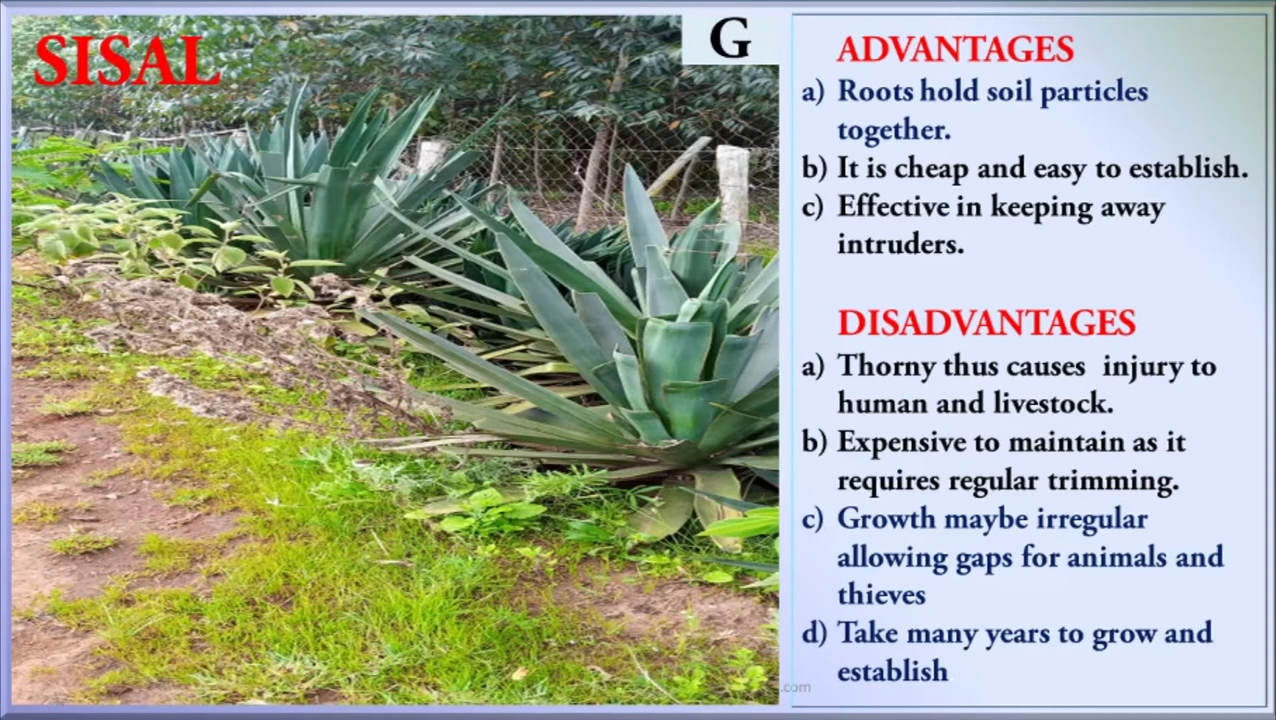 SISAL
G
ADVANTAGES
a) Roots hold soil particles
together.
b) It is cheap and easy to establish.
c) Effective in keeping away
intruders.
DISADVANTAGES
a) Thorny thus causes injury to
human and livestock.
b) Expensive to maintain as it
requires regular trimming.
c) Growth maybe irregular
allowing gaps for animals and
thieves
d) Take many years to grow and
establish
.com